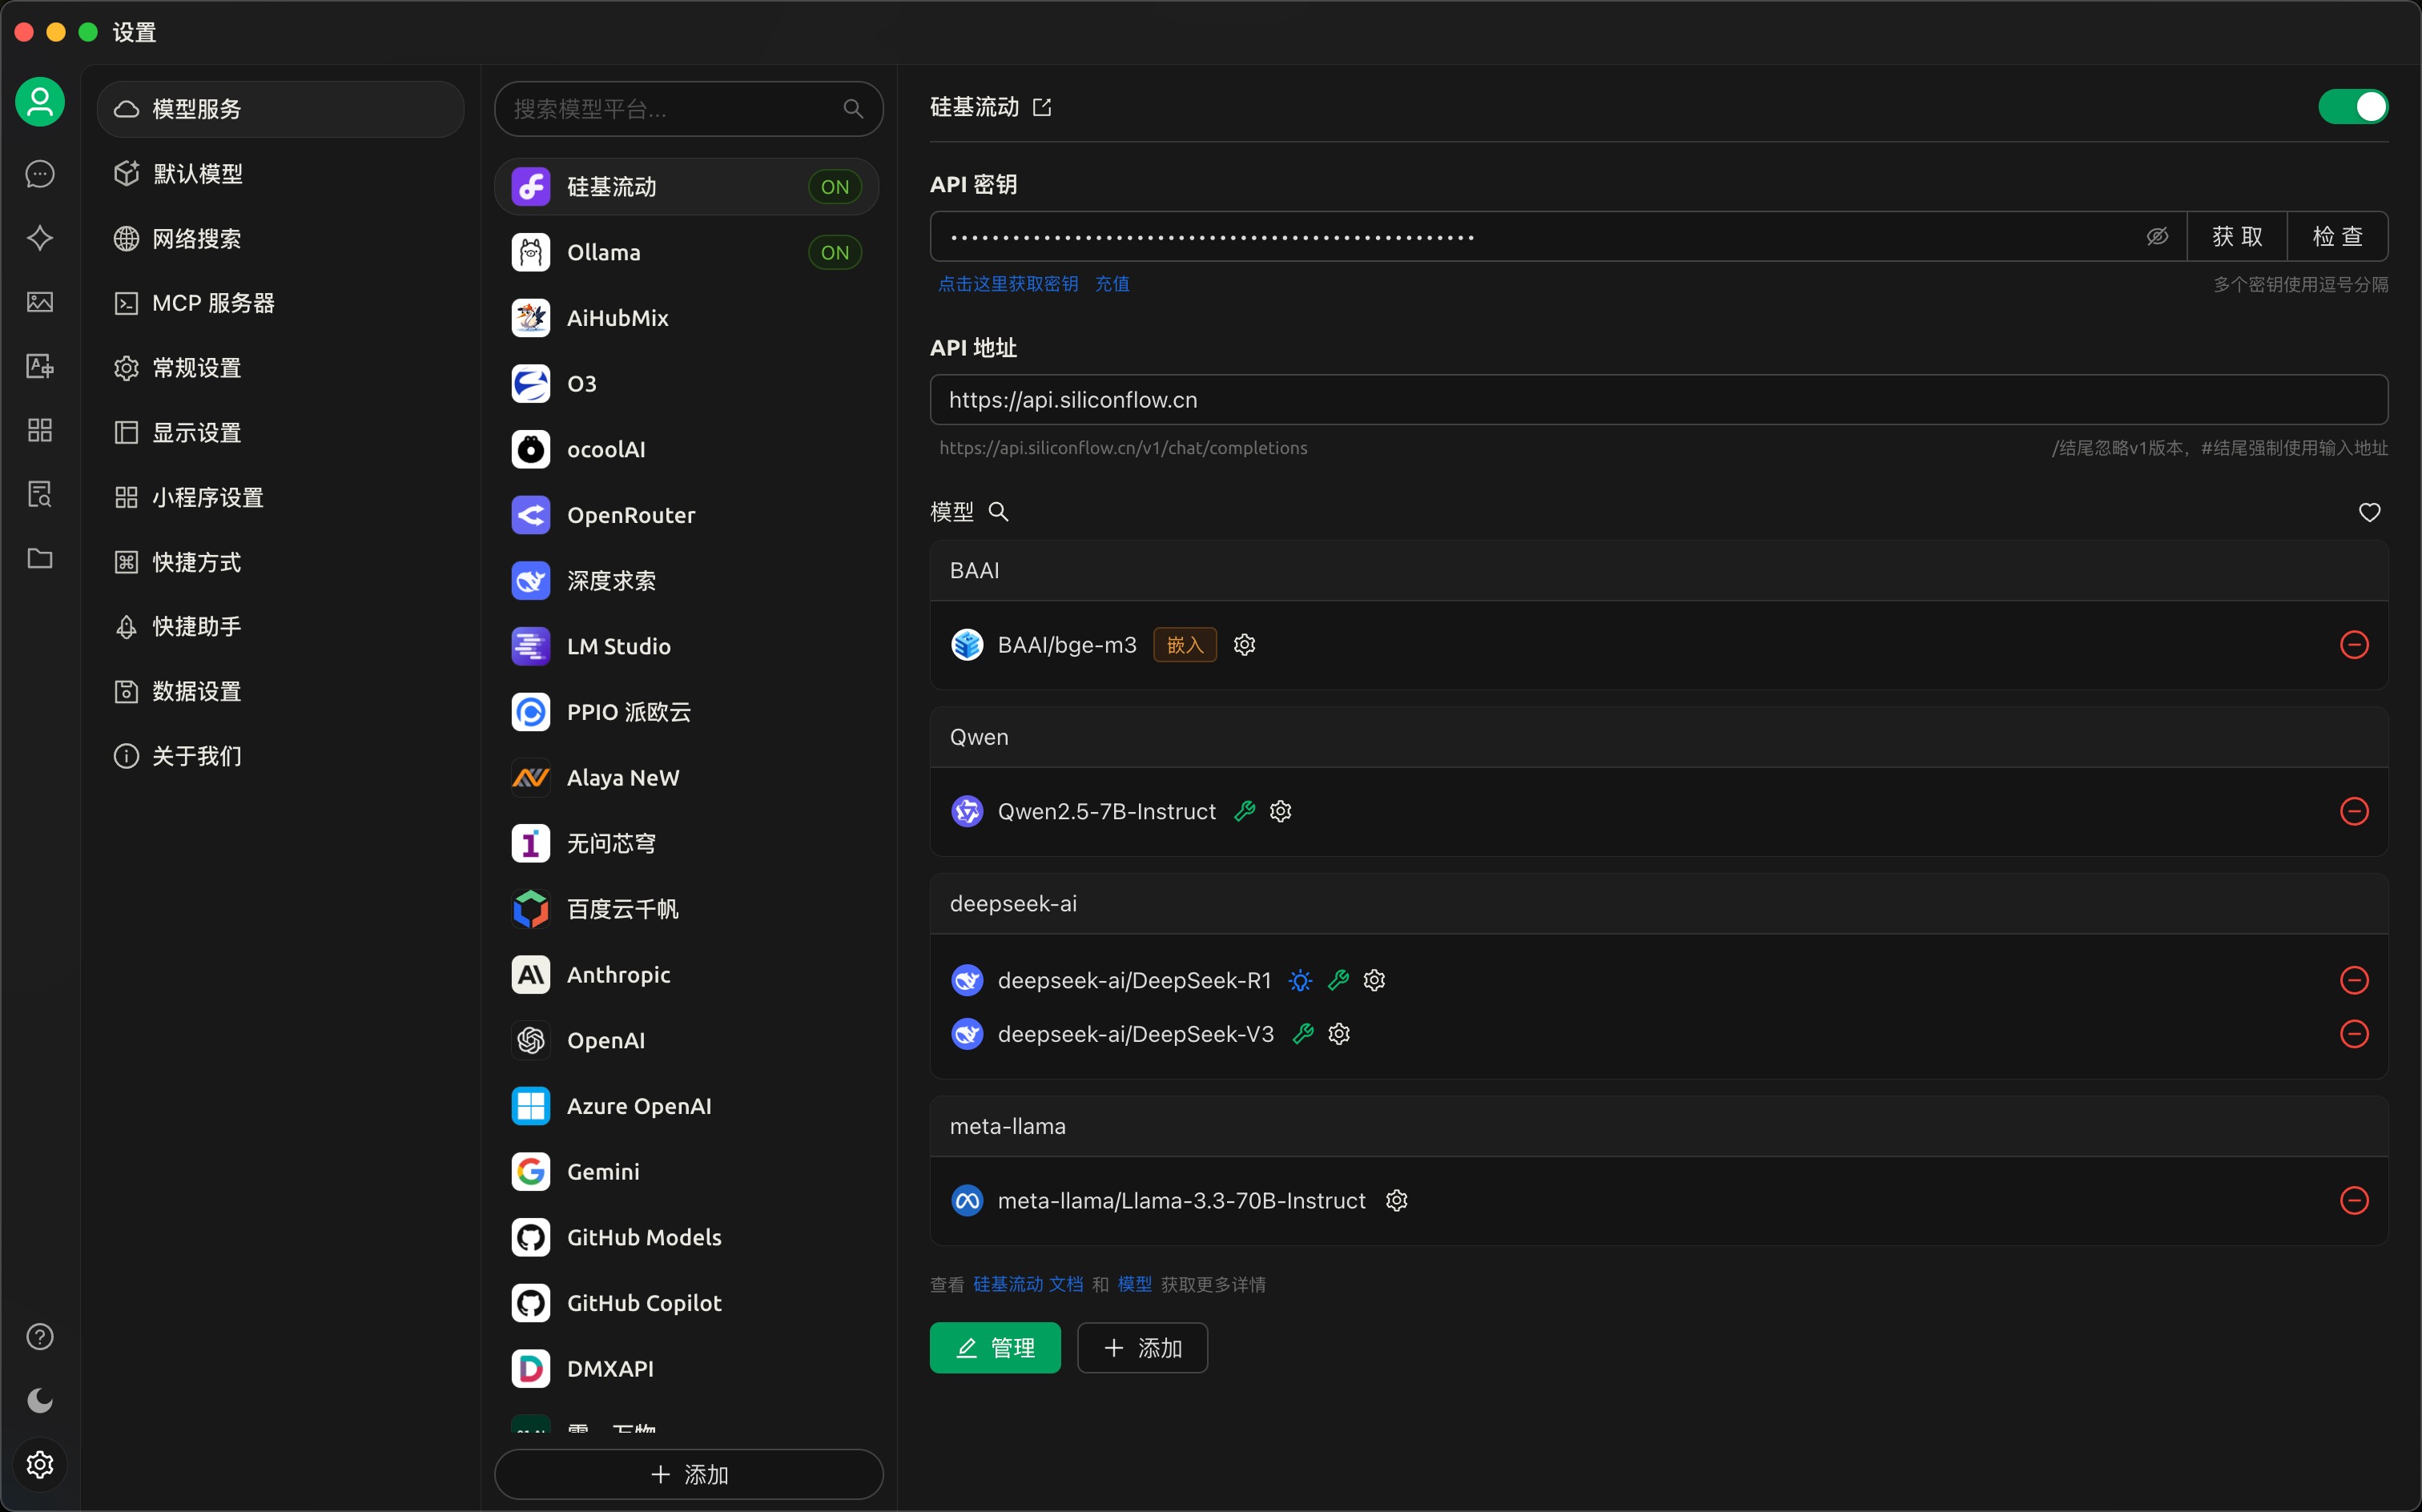 设置
模型服务
默认模型
网络搜索
MCP 服务器
常规设置
显示设置
小程序设置
快捷方式
快捷助手
数据设置
关于我们
搜索模型平台...
硅基流动 ON
Ollama ON
AiHubMix
O3
ocoolAI
OpenRouter
深度求索
LM Studio
PPIO 派欧云
Alaya NeW
无问芯穹
百度云千帆
Anthropic
OpenAI
Azure OpenAI
Gemini
GitHub Models
GitHub Copilot
DMXAPI
添加
硅基流动
API 密钥
获 取 检 查
点击这里获取密钥 充值 多个密钥使用逗号分隔
API 地址
https://api.siliconflow.cn
https://api.siliconflow.cn/v1/chat/completions /结尾忽略v1版本，#结尾强制使用输入地址
模型
BAAI
BAAI/bge-m3 嵌入
Qwen
Qwen2.5-7B-Instruct
deepseek-ai
deepseek-ai/DeepSeek-R1
deepseek-ai/DeepSeek-V3
meta-llama
meta-llama/Llama-3.3-70B-Instruct
查看 硅基流动 文档 和 模型 获取更多详情
管理 添加